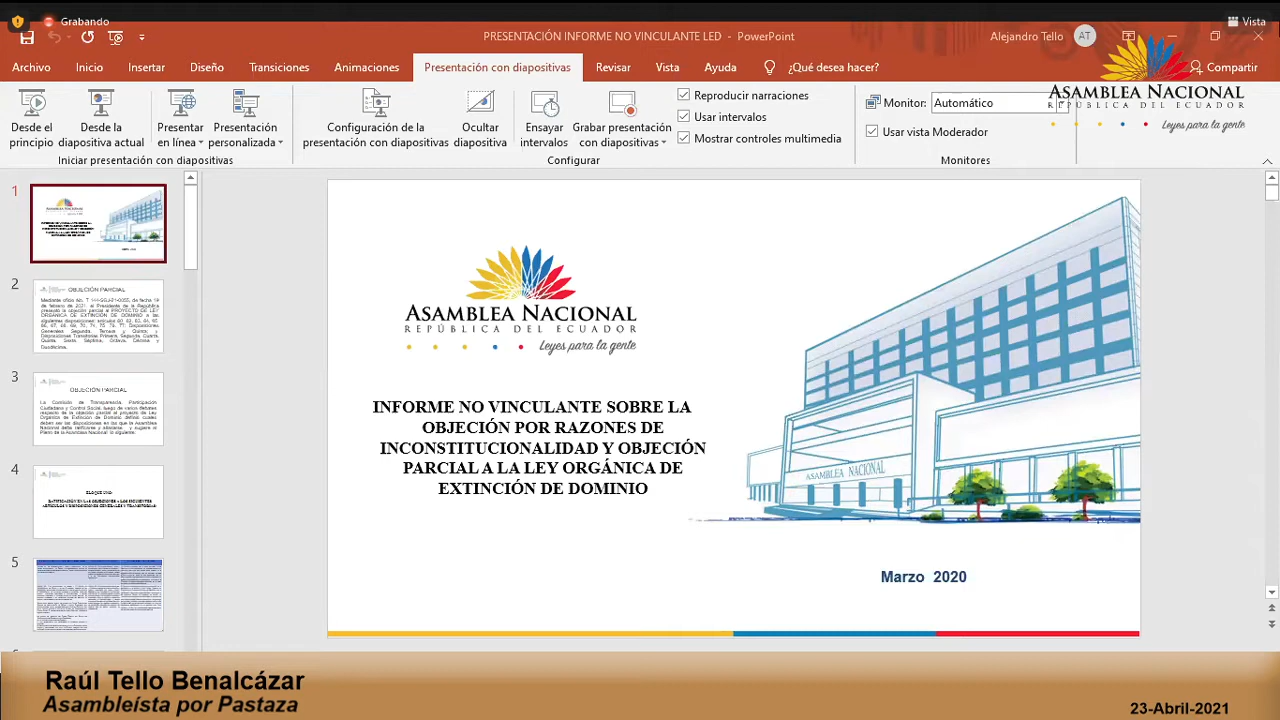 Grabando
Vista
PRESENTACIÓN INFORME NO VINCULANTE LED - PowerPoint
Alejandro Tello
AT
Archivo
Inicio
Insertar
Diseño
Transiciones
Animaciones
Presentación con diapositivas
Revisar
Vista
Ayuda
¿Qué desea hacer?
Compartir
ASAMBLEA NACIONAL
REPÚBLICA DEL ECUADOR
Leyes para la gente
Desde el
principio
Desde la
diapositiva actual
Presentar
en línea
Presentación
personalizada
Iniciar presentación con diapositivas
Configuración de la
presentación con diapositivas
Ocultar
diapositiva
Ensayar
intervalos
Grabar presentación
con diapositivas
Reproducir narraciones
Usar intervalos
Mostrar controles multimedia
Configurar
Monitor:
Automático
Usar vista Moderador
Monitores
1
2
OBJECIÓN PARCIAL
3
OBJECIÓN PARCIAL
4
5
ASAMBLEA NACIONAL
REPÚBLICA DEL ECUADOR
Leyes para la gente
INFORME NO VINCULANTE SOBRE LA
OBJECIÓN POR RAZONES DE
INCONSTITUCIONALIDAD Y OBJECIÓN
PARCIAL A LA LEY ORGÁNICA DE
EXTINCIÓN DE DOMINIO
ASAMBLEA NACIONAL
Marzo 2020
Raúl Tello Benalcázar
Asambleísta por Pastaza
23-Abril-2021